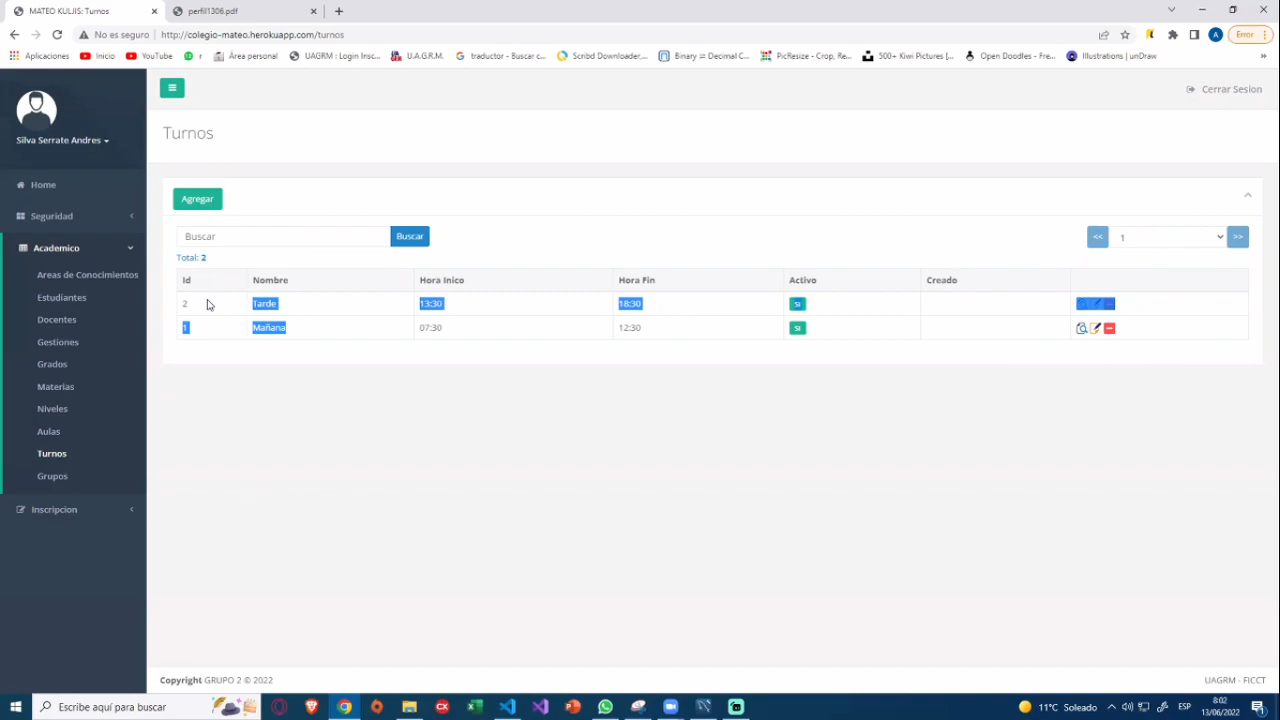 MATEO KULJIS: Turnos
perfil1306.pdf
No es seguro
http://colegio-mateo.herokuapp.com/turnos
Error
Aplicaciones
Inicio
YouTube
r
Área personal
UAGRM : Login Insc...
U.A.G.R.M.
traductor - Buscar c...
Scribd Downloader,...
Binary ⇄ Decimal C...
PicResize - Crop, Re...
500+ Kiwi Pictures [...
Open Doodles - Fre...
Illustrations | unDraw
»
Silva Serrate Andres
Home
Seguridad
Academico
Areas de Conocimientos
Estudiantes
Docentes
Gestiones
Grados
Materias
Niveles
Aulas
Turnos
Grupos
Inscripcion
Cerrar Sesion
Turnos
Agregar
Buscar Buscar
<< 1 >>
Total: 2
Id Nombre Hora Inico Hora Fin Activo Creado
2 Tarde 13:30 18:30 SI
1 Mañana 07:30 12:30 SI
Copyright GRUPO 2 © 2022
UAGRM - FICCT
Escribe aquí para buscar
11°C Soleado
ESP
8:02
13/06/2022